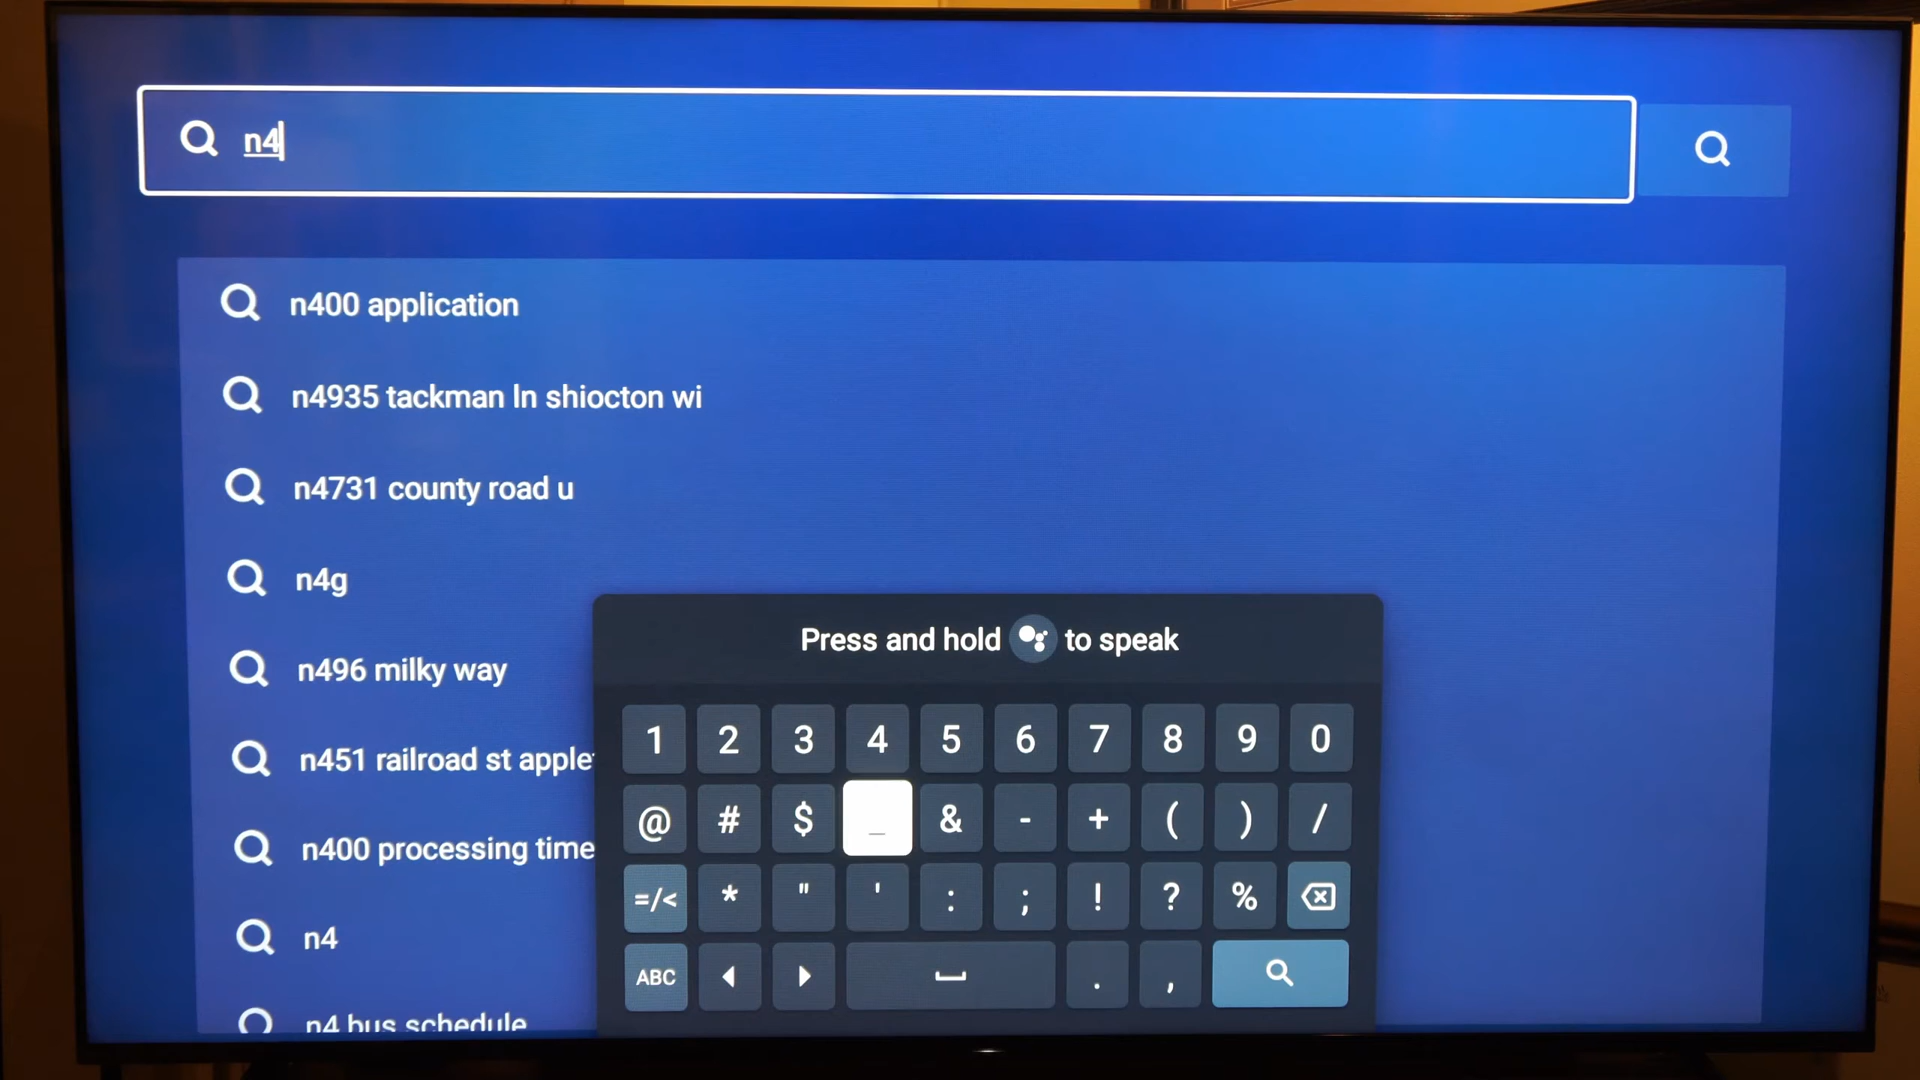 n4
n400 application
n4935 tackman ln shiocton wi
n4731 county road u
n4g
n496 milky way
n451 railroad st apple
n400 processing time
n4
n4 bus schedule
Press and hold to speak
1 2 3 4 5 6 7 8 9 0
@ # $ _ & - + ( ) /
=/< * " ' : ; ! ? %
ABC . ,